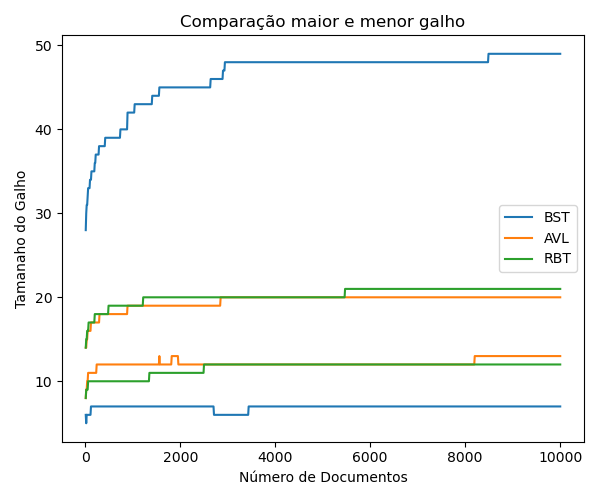 Comparação maior e menor galho
50
40
30
20
10
Tamanaho do Galho
BST
AVL
RBT
0 2000 4000 6000 8000 10000
Número de Documentos